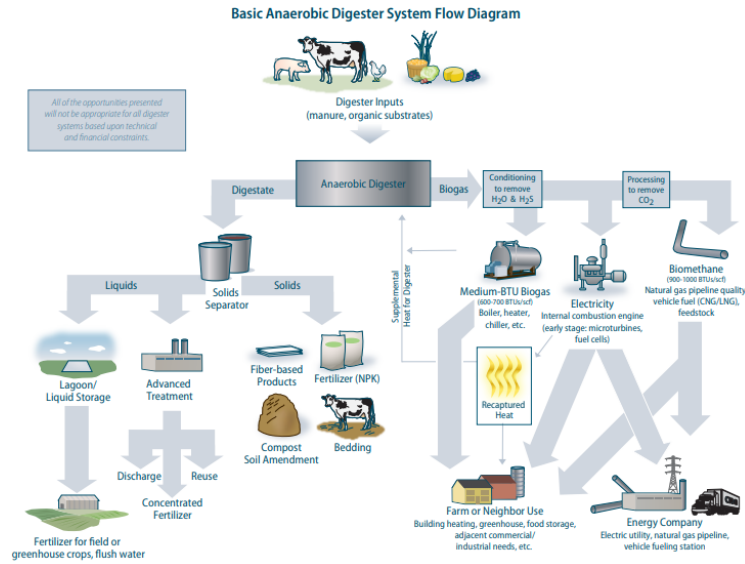 Basic Anaerobic Digester System Flow Diagram
All of the opportunities presented
will not be appropriate for all digester
systems based upon technical
and financial constraints.
Digester Inputs
(manure, organic substrates)
Digestate
Anaerobic Digester
Biogas
Conditioning
to remove
H₂O & H₂S
Processing
to remove
CO₂
Liquids
Solids
Separator
Solids
Supplemental
Heat for Digester
Medium-BTU Biogas
(600-700 BTUs/scf)
Boiler, heater,
chiller, etc.
Electricity
Internal combustion engine
(early stage: microturbines,
fuel cells)
Biomethane
(900-1000 BTUs/scf)
Natural gas pipeline quality
vehicle fuel (CNG/LNG),
feedstock
Lagoon/
Liquid Storage
Advanced
Treatment
Fiber-based
Products
Fertilizer (NPK)
Compost
Soil Amendment
Bedding
Recaptured
Heat
Discharge
Reuse
Concentrated
Fertilizer
Fertilizer for field or
greenhouse crops, flush water
Farm or Neighbor Use
Building heating, greenhouse, food storage,
adjacent commercial/
industrial needs, etc.
Energy Company
Electric utility, natural gas pipeline,
vehicle fueling station